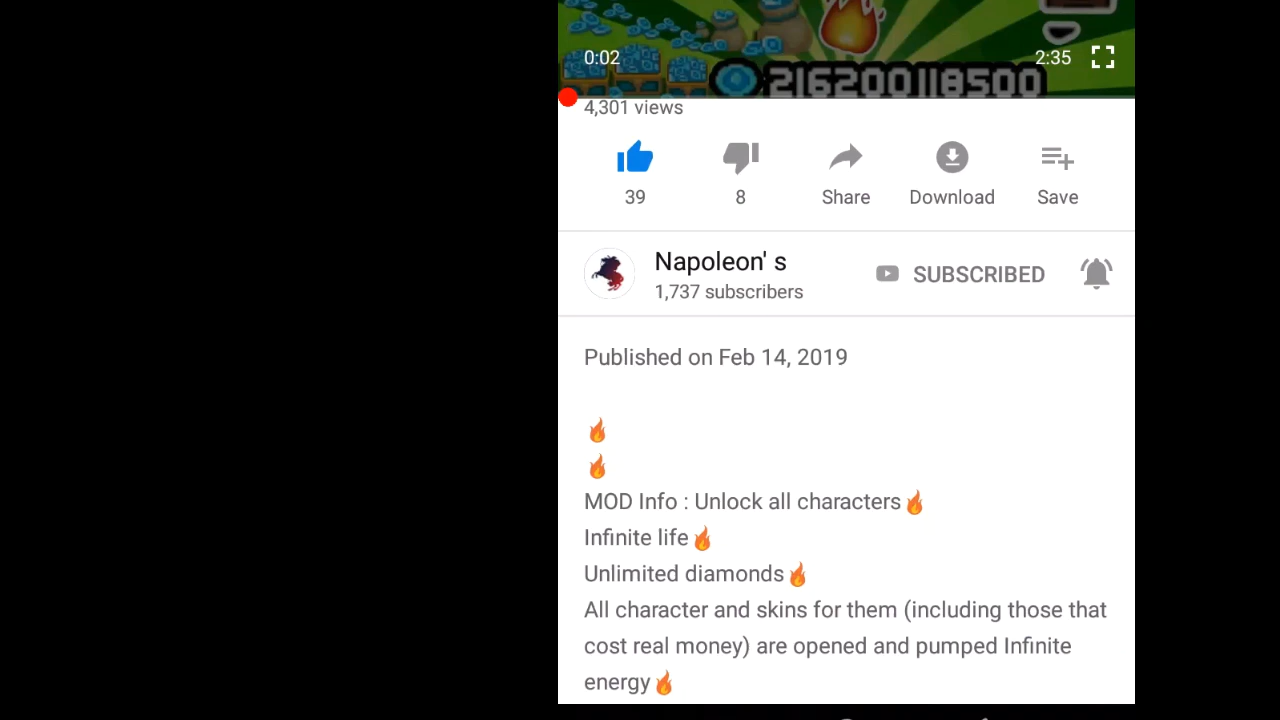 0:02 2:35
216200118500
4,301 views
39 8 Share Download Save
Napoleon' s
1,737 subscribers
SUBSCRIBED
Published on Feb 14, 2019
🔥
🔥
MOD Info : Unlock all characters🔥
Infinite life🔥
Unlimited diamonds🔥
All character and skins for them (including those that
cost real money) are opened and pumped Infinite
energy🔥